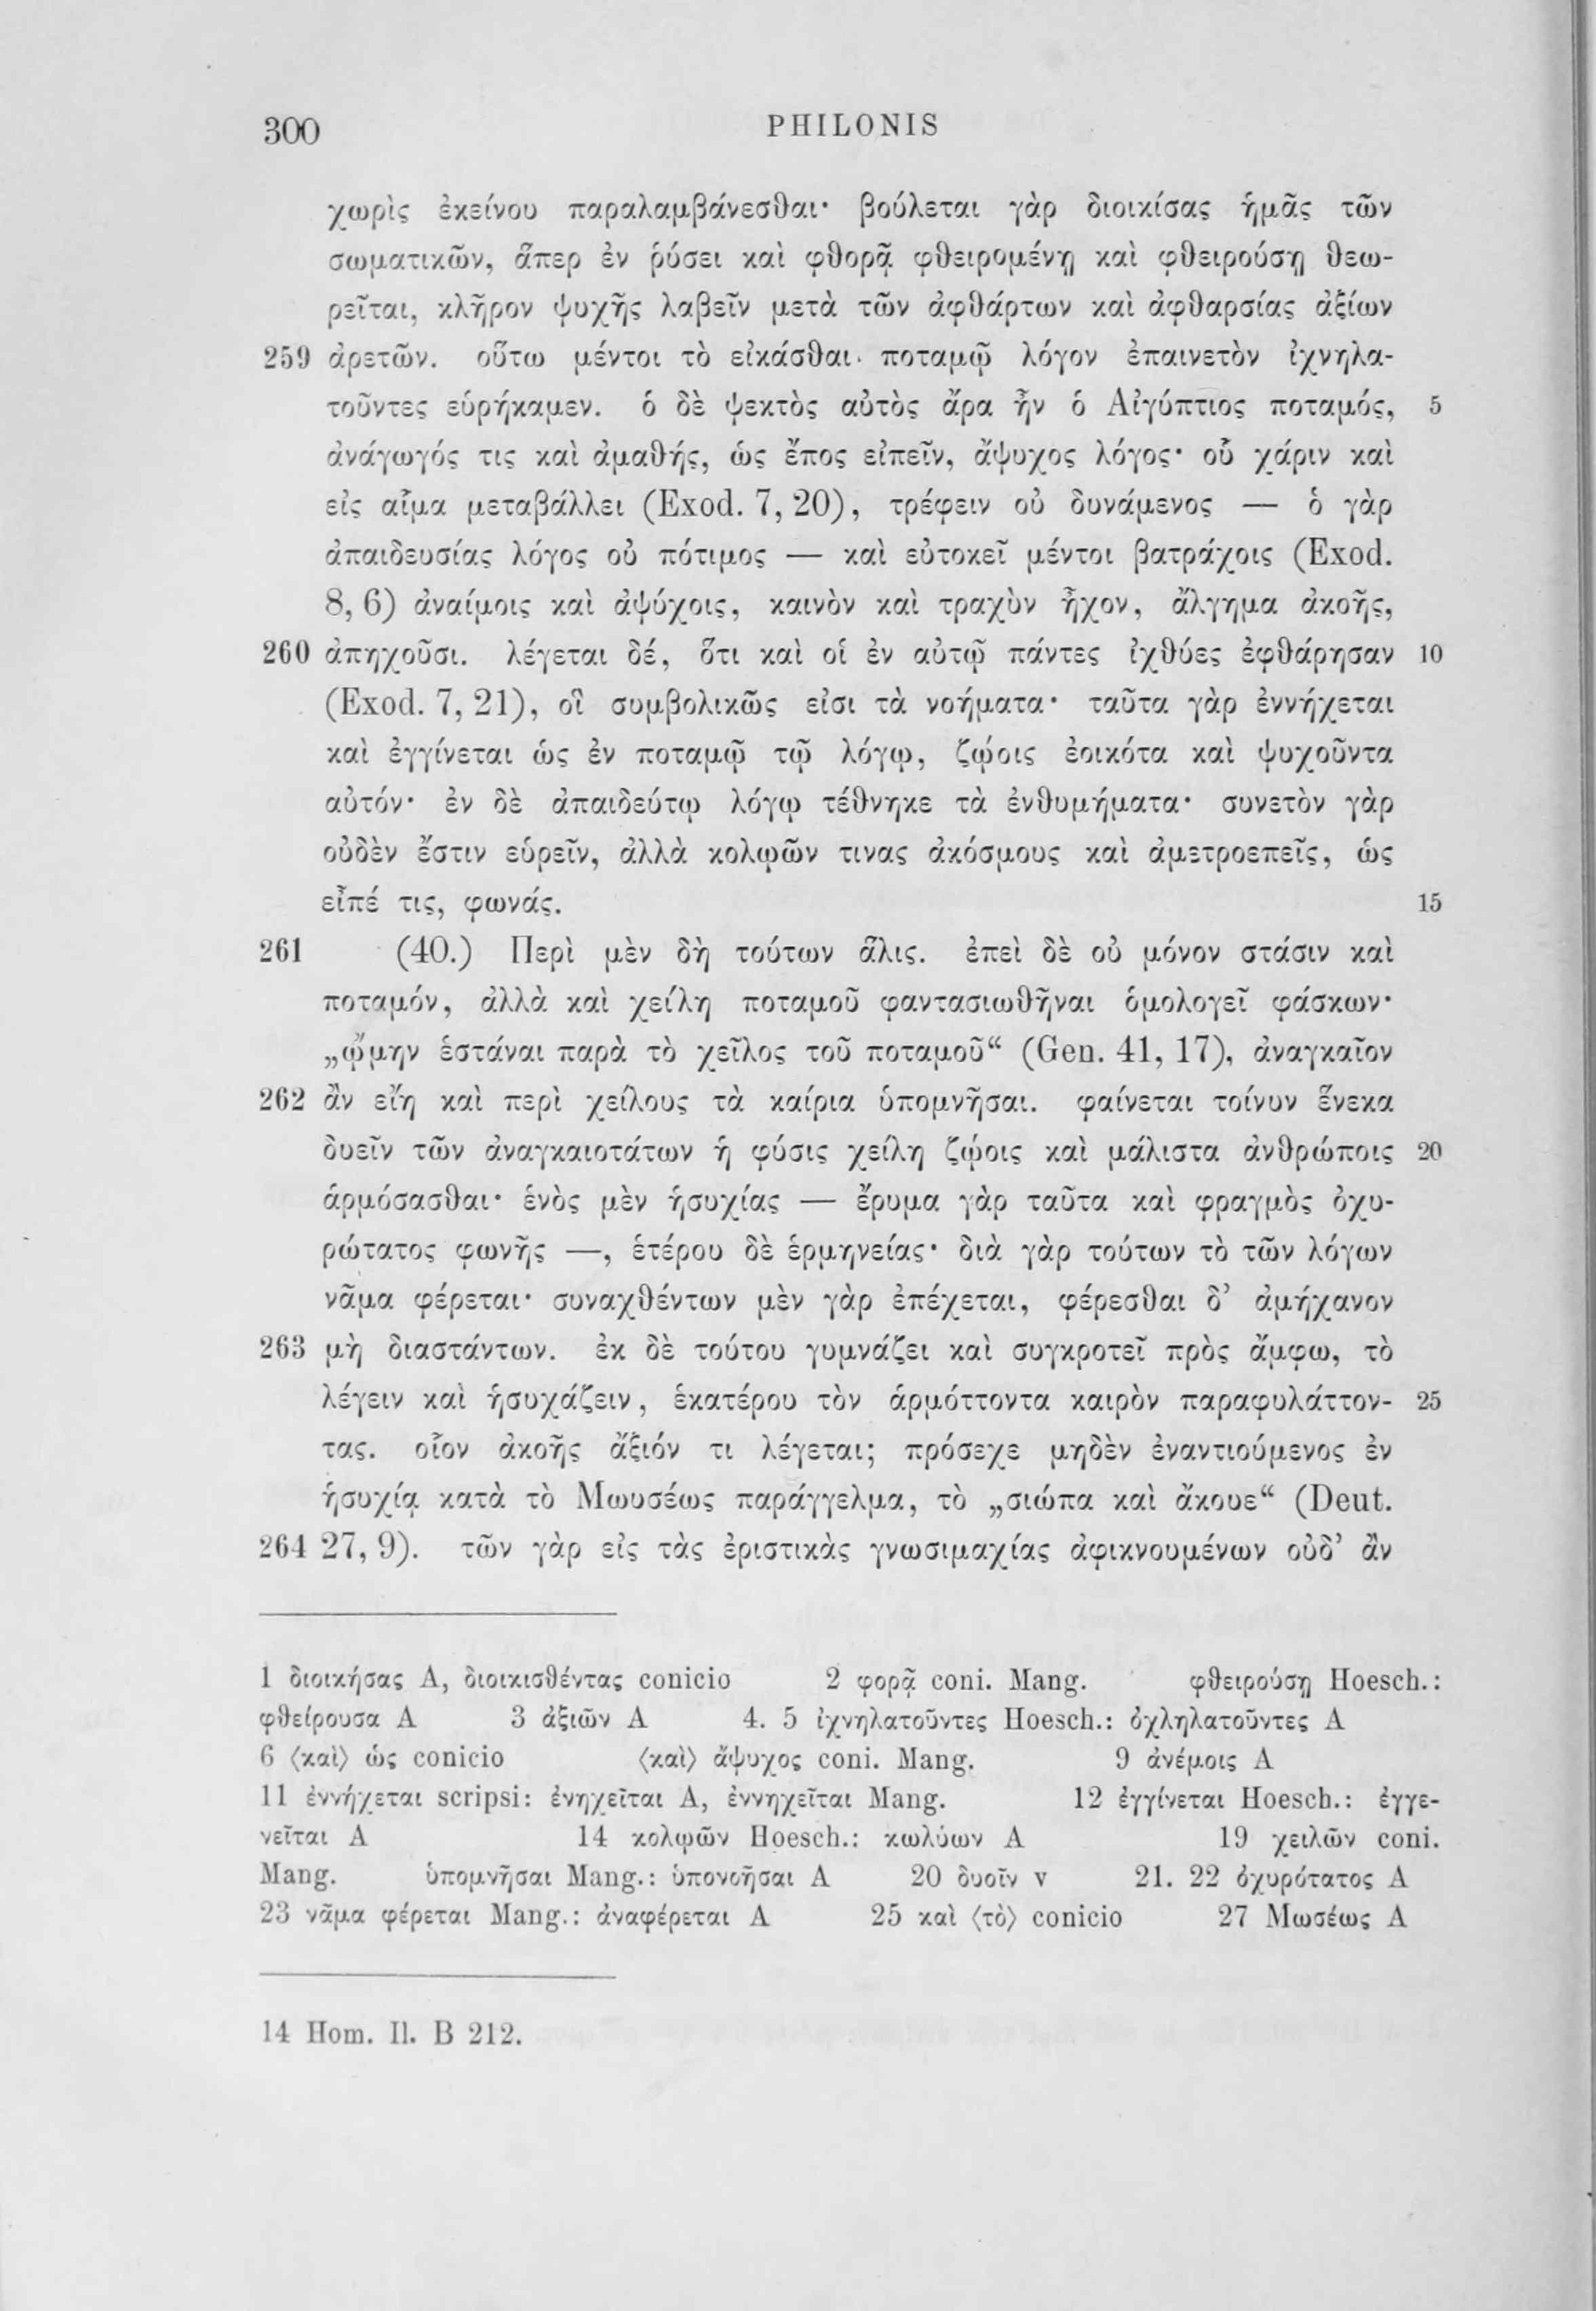 300 PHILONIS
χωρὶς ἐκείνου παραλαμβάνεσθαι· βούλεται γὰρ διοικίσας ἡμᾶς τῶν
σωματικῶν, ἅπερ ἐν ῥύσει καὶ φθορᾷ φθειρομένῃ καὶ φθειρούσῃ θεω-
ρεῖται, κλῆρον ψυχῆς λαβεῖν μετὰ τῶν ἀφθάρτων καὶ ἀφθαρσίας ἀξίων
259 ἀρετῶν. οὕτω μέντοι τὸ εἰκάσθαι· ποταμῷ λόγον ἐπαινετὸν ἰχνηλα-
τοῦντες εὑρήκαμεν. ὁ δὲ ψεκτὸς αὐτὸς ἄρα ἦν ὁ Αἰγύπτιος ποταμός, 5
ἀνάγωγός τις καὶ ἀμαθής, ὡς ἔπος εἰπεῖν, ἄψυχος λόγος· οὗ χάριν καὶ
εἰς αἷμα μεταβάλλει (Exod. 7, 20), τρέφειν οὐ δυνάμενος — ὁ γὰρ
ἀπαιδευσίας λόγος οὐ πότιμος — καὶ εὐτοκεῖ μέντοι βατράχοις (Exod.
8, 6) ἀναίμοις καὶ ἀψύχοις, καινὸν καὶ τραχὺν ἦχον, ἄλγημα ἀκοῆς,
260 ἀπηχοῦσι. λέγεται δέ, ὅτι καὶ οἱ ἐν αὐτῷ πάντες ἰχθύες ἐφθάρησαν 10
(Exod. 7, 21), οἳ συμβολικῶς εἰσι τὰ νοήματα· ταῦτα γὰρ ἐννήχεται
καὶ ἐγγίνεται ὡς ἐν ποταμῷ τῷ λόγῳ, ζῴοις ἐοικότα καὶ ψυχοῦντα
αὐτόν· ἐν δὲ ἀπαιδεύτῳ λόγῳ τέθνηκε τὰ ἐνθυμήματα· συνετὸν γὰρ
οὐδὲν ἔστιν εὑρεῖν, ἀλλὰ κολῳῶν τινας ἀκόσμους καὶ ἀμετροεπεῖς, ὡς
εἶπέ τις, φωνάς. 15
261 (40.) Περὶ μὲν δὴ τούτων ἅλις. ἐπεὶ δὲ οὐ μόνον στάσιν καὶ
ποταμόν, ἀλλὰ καὶ χείλη ποταμοῦ φαντασιωθῆναι ὁμολογεῖ φάσκων·
„ᾤμην ἑστάναι παρὰ τὸ χεῖλος τοῦ ποταμοῦ“ (Gen. 41, 17), ἀναγκαῖον
262 ἂν εἴη καὶ περὶ χείλους τὰ καίρια ὑπομνῆσαι. φαίνεται τοίνυν ἕνεκα
δυεῖν τῶν ἀναγκαιοτάτων ἡ φύσις χείλη ζῴοις καὶ μάλιστα ἀνθρώποις 20
ἁρμόσασθαι· ἑνὸς μὲν ἡσυχίας — ἔρυμα γὰρ ταῦτα καὶ φραγμὸς ὀχυ-
ρώτατος φωνῆς —, ἑτέρου δὲ ἑρμηνείας· διὰ γὰρ τούτων τὸ τῶν λόγων
νᾶμα φέρεται· συναχθέντων μὲν γὰρ ἐπέχεται, φέρεσθαι δ’ ἀμήχανον
263 μὴ διαστάντων. ἐκ δὲ τούτου γυμνάζει καὶ συγκροτεῖ πρὸς ἄμφω, τὸ
λέγειν καὶ ἡσυχάζειν, ἑκατέρου τὸν ἁρμόττοντα καιρὸν παραφυλάττον- 25
τας. οἷον ἀκοῆς ἄξιόν τι λέγεται; πρόσεχε μηδὲν ἐναντιούμενος ἐν
ἡσυχίᾳ κατὰ τὸ Μωυσέως παράγγελμα, τὸ „σιώπα καὶ ἄκουε“ (Deut.
264 27, 9). τῶν γὰρ εἰς τὰς ἐριστικὰς γνωσιμαχίας ἀφικνουμένων οὐδ’ ἂν
1 διοικήσας A, διοικισθέντας conicio 2 φορᾷ coni. Mang. φθειρούσῃ Hoesch.:
φθείρουσα A 3 ἀξιῶν A 4. 5 ἰχνηλατοῦντες Hoesch.: ὀχληλατοῦντες A
6 〈καὶ〉 ὡς conicio 〈καὶ〉 ἄψυχος coni. Mang. 9 ἀνέμοις A
11 ἐννήχεται scripsi: ἐνηχεῖται A, ἐννηχεῖται Mang. 12 ἐγγίνεται Hoesch.: ἐγγε-
νεῖται A 14 κολῳῶν Hoesch.: κωλύων A 19 χειλῶν coni.
Mang. ὑπομνῆσαι Mang.: ὑπονοῆσαι A 20 δυοῖν v 21. 22 ὀχυρότατος A
23 νᾶμα φέρεται Mang.: ἀναφέρεται A 25 καὶ 〈τὸ〉 conicio 27 Μωσέως A
14 Hom. Il. B 212.